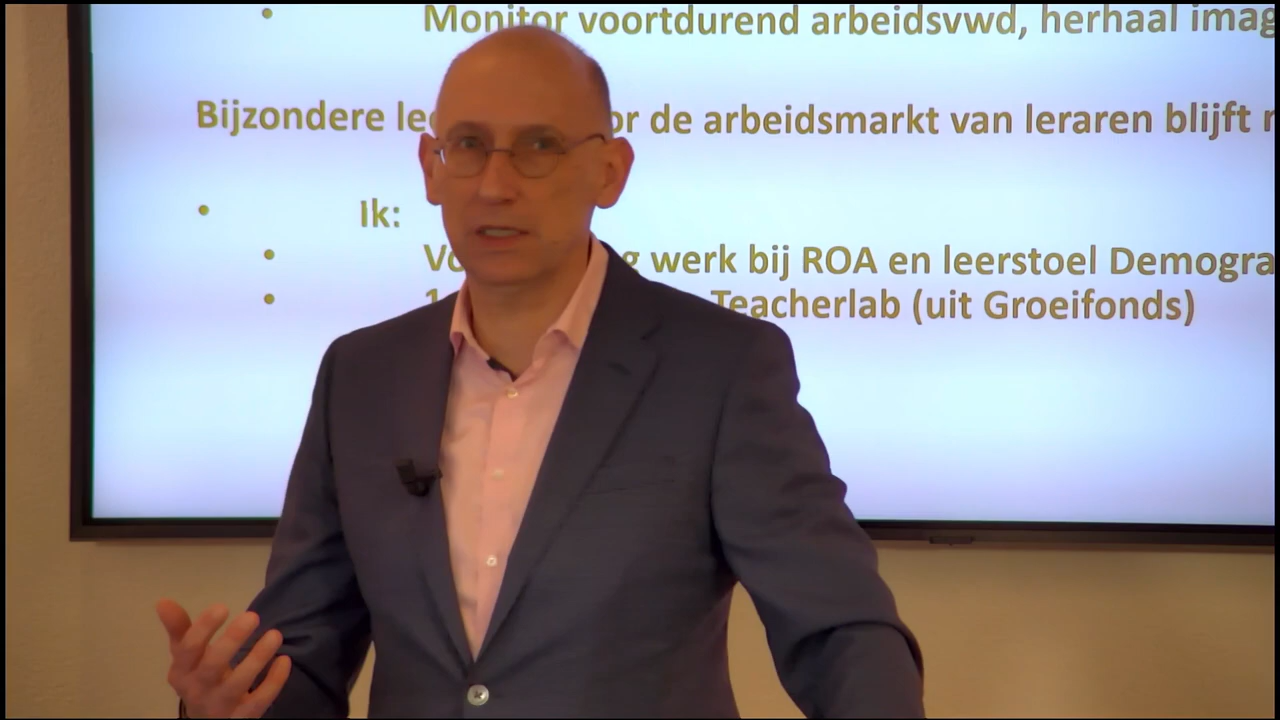 Monitor voortdurend arbeidsvwd, herhaal imag
Bijzondere lee or de arbeidsmarkt van leraren blijft
Ik:
werk bij ROA en leerstoel Demogra
Teacherlab (uit Groeifonds)